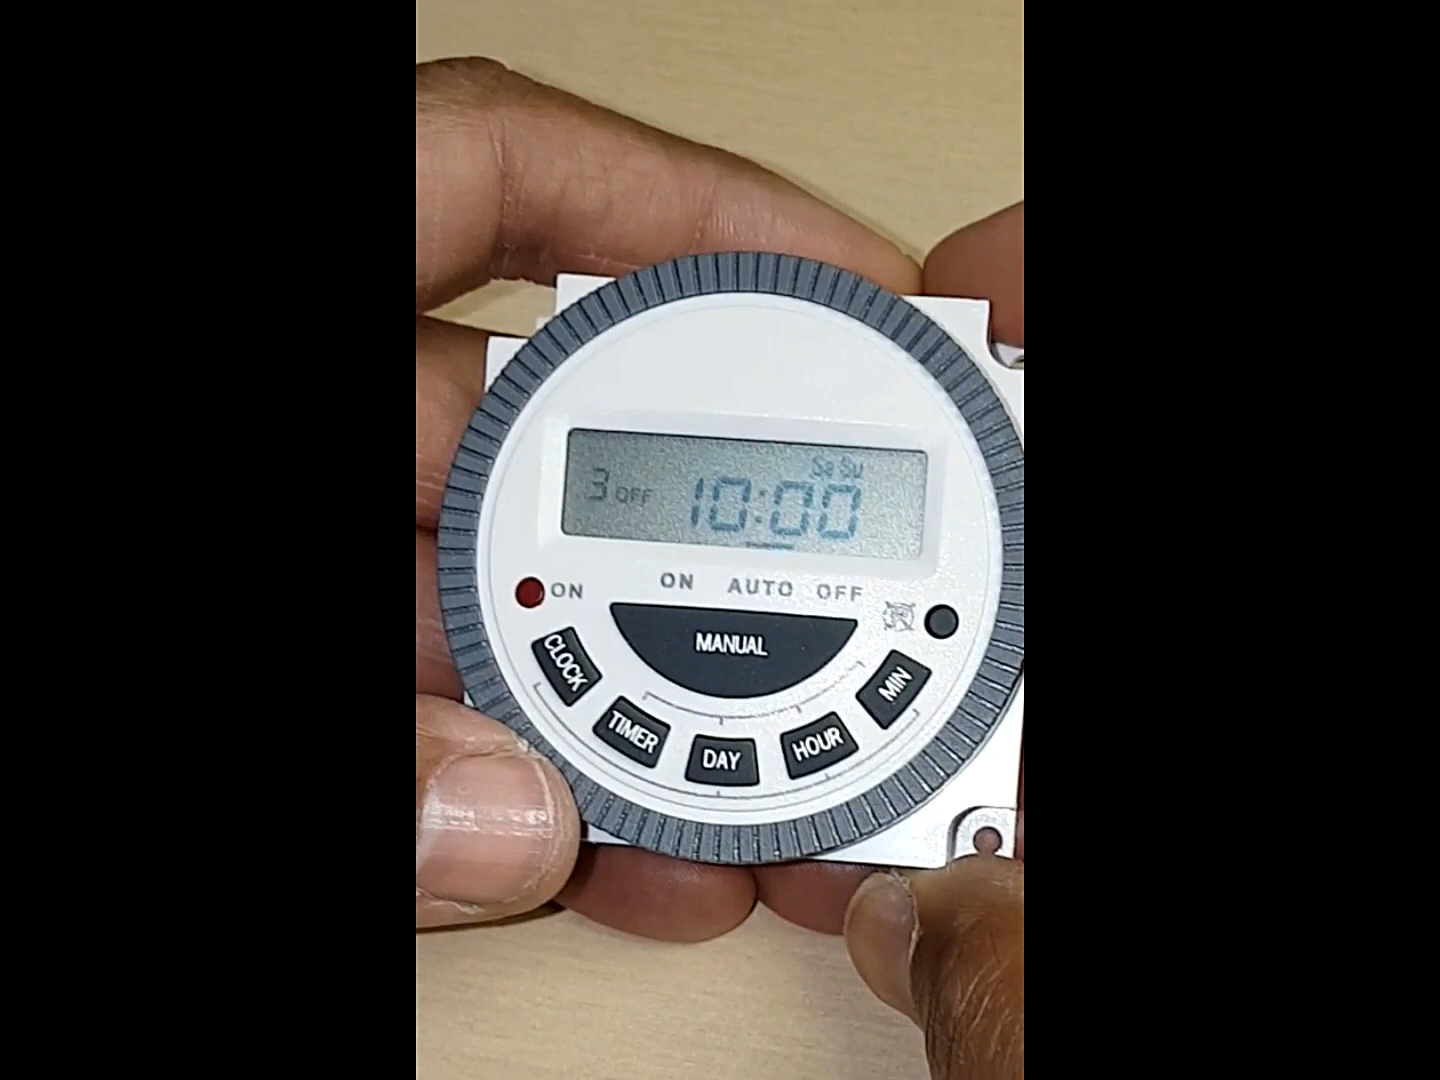 Sa Su
3 OFF 10:00
ON AUTO OFF
ON
MANUAL
CLOCK
TIMER
DAY
HOUR
MIN